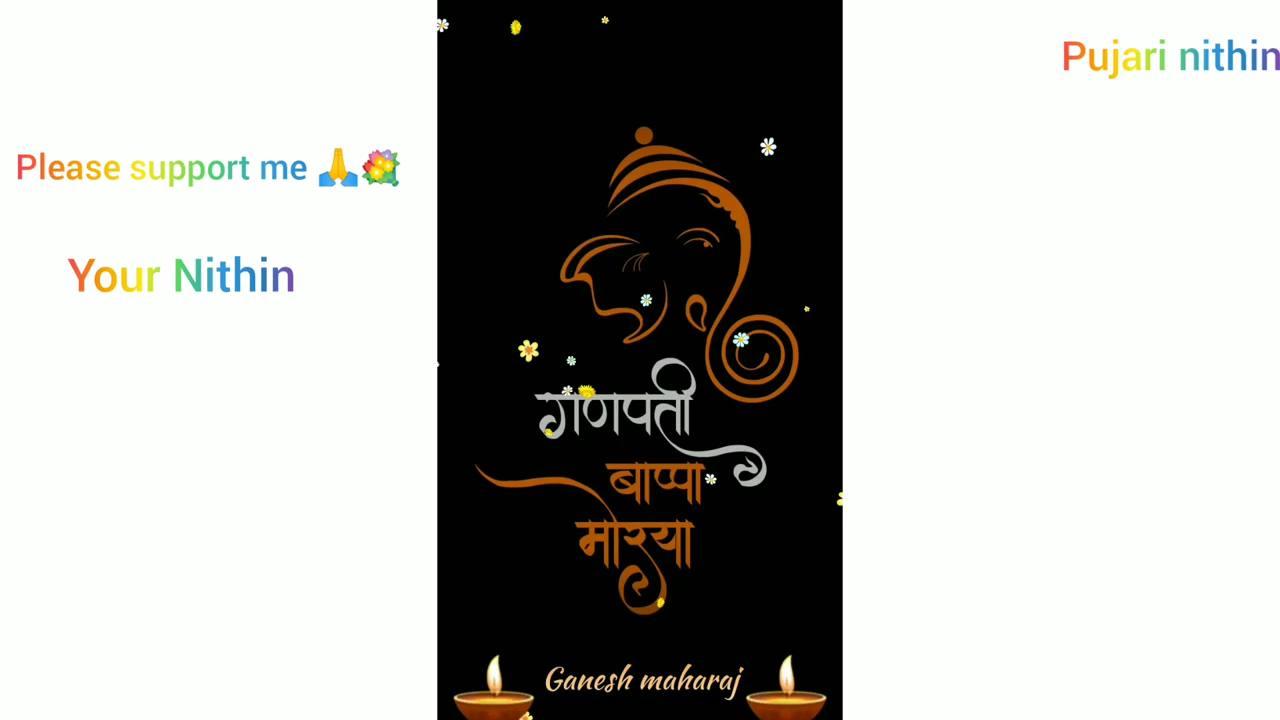 Pujari nithin
Please support me 🙏💐
Your Nithin
गणपती
बाप्पा
मोरया
Ganesh maharaj